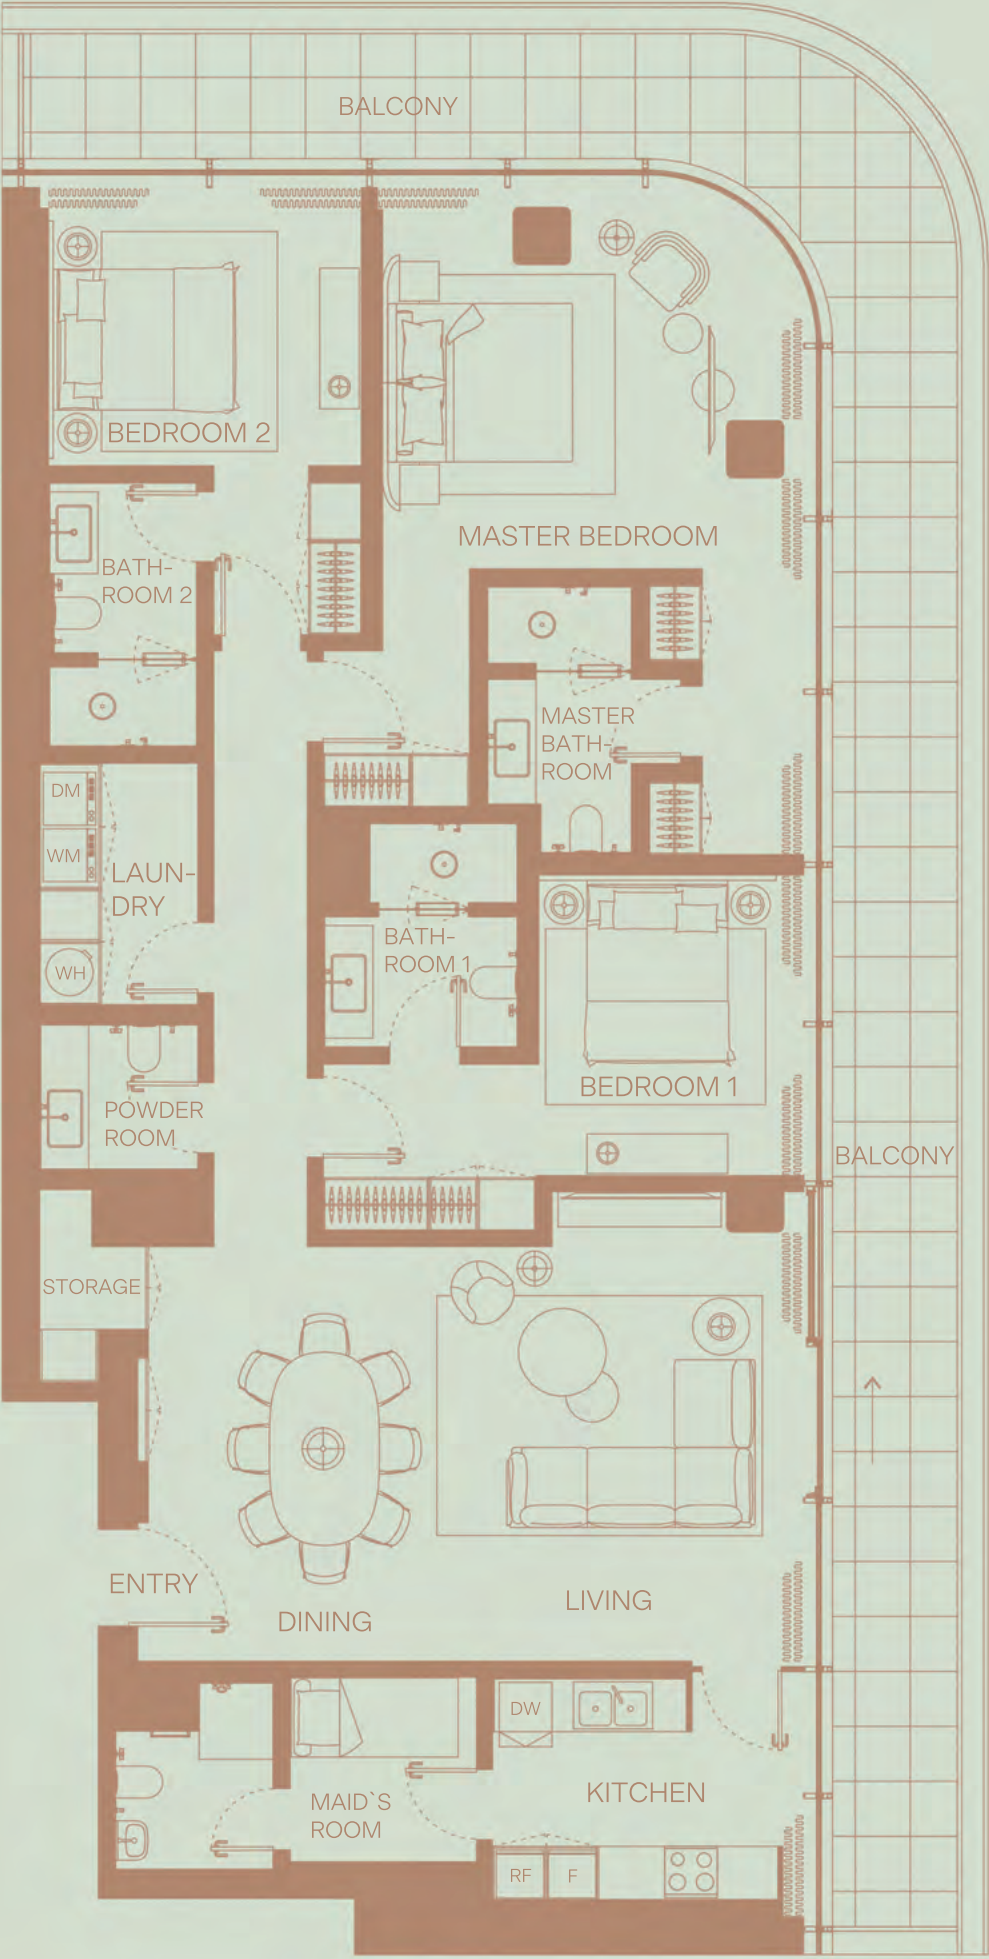 BALCONY
BEDROOM 2
MASTER BEDROOM
BATH-
ROOM 2
MASTER
BATH-
ROOM
DM
WM
LAUN-
DRY
WH
BATH-
ROOM 1
BEDROOM 1
POWDER
ROOM
BALCONY
STORAGE
ENTRY
DINING
LIVING
DW
KITCHEN
MAID`S
ROOM
RF
F